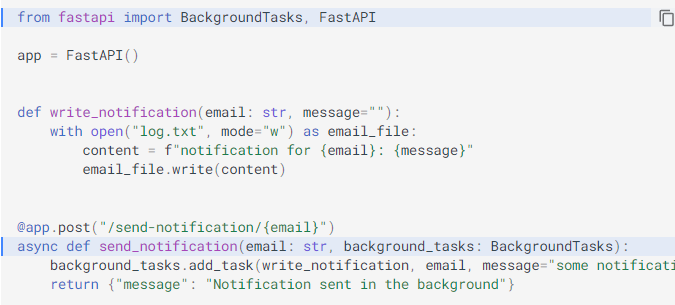 from fastapi import BackgroundTasks, FastAPI
app = FastAPI()
def write_notification(email: str, message=""):
    with open("log.txt", mode="w") as email_file:
        content = f"notification for {email}: {message}"
        email_file.write(content)
@app.post("/send-notification/{email}")
async def send_notification(email: str, background_tasks: BackgroundTasks):
    background_tasks.add_task(write_notification, email, message="some
    return {"message": "Notification sent in the background"}